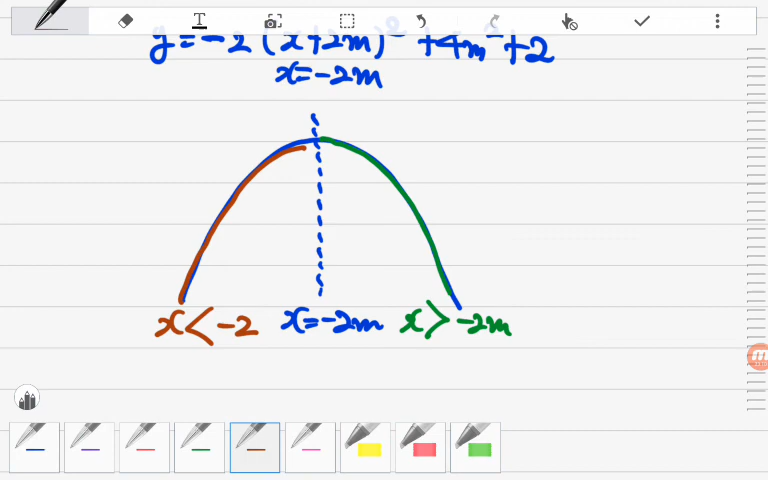 y = -2 (x+2m)² +4m²+2
x=-2m
x<-2 x=-2m x>-2m